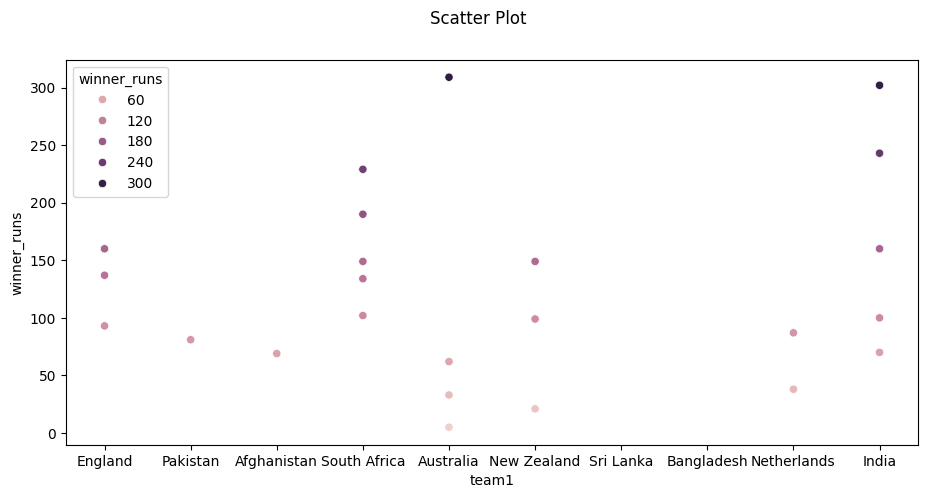 Scatter Plot
winner_runs
60
120
180
240
300
300
250
200
150
100
50
0
winner_runs
England Pakistan Afghanistan South Africa Australia New Zealand Sri Lanka Bangladesh Netherlands India
team1